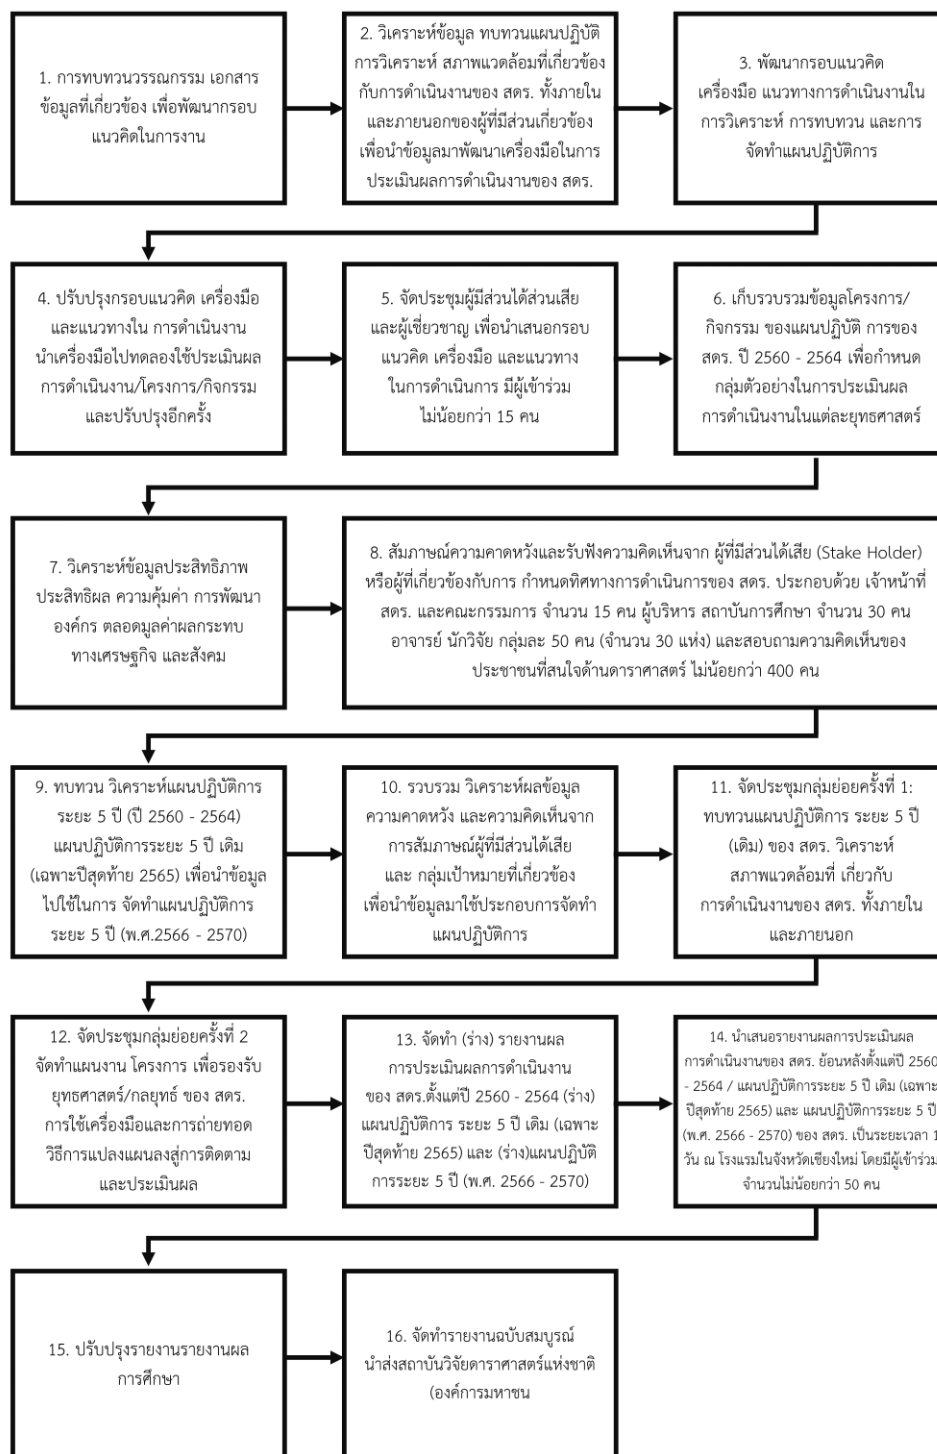 1. การทบทวนวรรณกรรม เอกสาร
ข้อมูลที่เกี่ยวข้อง เพื่อพัฒนากรอบ
แนวคิดในการงาน
2. วิเคราะห์ข้อมูล ทบทวนแผนปฏิบัติ
การวิเคราะห์ สภาพแวดล้อมที่เกี่ยวข้อง
กับการดำเนินงานของ สดร. ทั้งภายใน
และภายนอกของผู้ที่มีส่วนเกี่ยวข้อง
เพื่อนำข้อมูลมาพัฒนาเครื่องมือในการ
ประเมินผลการดำเนินงานของ สดร.
3. พัฒนากรอบแนวคิด
เครื่องมือ แนวทางการดำเนินงานใน
การวิเคราะห์ การทบทวน และการ
จัดทำแผนปฏิบัติการ
4. ปรับปรุงกรอบแนวคิด เครื่องมือ
และแนวทางใน การดำเนินงาน
นำเครื่องมือไปทดลองใช้ประเมินผล
การดำเนินงาน/โครงการ/กิจกรรม
และปรับปรุงอีกครั้ง
5. จัดประชุมผู้มีส่วนได้ส่วนเสีย
และผู้เชี่ยวชาญ เพื่อนำเสนอกรอบ
แนวคิด เครื่องมือ และแนวทาง
ในการดำเนินการ มีผู้เข้าร่วม
ไม่น้อยกว่า 15 คน
6. เก็บรวบรวมข้อมูลโครงการ/
กิจกรรม ของแผนปฏิบัติ การของ
สดร. ปี 2560 - 2564 เพื่อกำหนด
กลุ่มตัวอย่างในการประเมินผล
การดำเนินงานในแต่ละยุทธศาสตร์
7. วิเคราะห์ข้อมูลประสิทธิภาพ
ประสิทธิผล ความคุ้มค่า การพัฒนา
องค์กร ตลอดมูลค่าผลกระทบ
ทางเศรษฐกิจ และสังคม
8. สัมภาษณ์ความคาดหวังและรับฟังความคิดเห็นจาก ผู้ที่มีส่วนได้เสีย (Stake Holder)
หรือผู้ที่เกี่ยวข้องกับการ กำหนดทิศทางการดำเนินการของ สดร. ประกอบด้วย เจ้าหน้าที่
สดร. และคณะกรรมการ จำนวน 15 คน ผู้บริหาร สถาบันการศึกษา จำนวน 30 คน
อาจารย์ นักวิจัย กลุ่มละ 50 คน (จำนวน 30 แห่ง) และสอบถามความคิดเห็นของ
ประชาชนที่สนใจด้านดาราศาสตร์ ไม่น้อยกว่า 400 คน
9. ทบทวน วิเคราะห์แผนปฏิบัติการ
ระยะ 5 ปี (ปี 2560 - 2564)
แผนปฏิบัติการระยะ 5 ปี เดิม
(เฉพาะปีสุดท้าย 2565) เพื่อนำข้อมูล
ไปใช้ในการ จัดทำแผนปฏิบัติการ
ระยะ 5 ปี (พ.ศ.2566 - 2570)
10. รวบรวม วิเคราะห์ผลข้อมูล
ความคาดหวัง และความคิดเห็นจาก
การสัมภาษณ์ผู้ที่มีส่วนได้เสีย
และ กลุ่มเป้าหมายที่เกี่ยวข้อง
เพื่อนำข้อมูลมาใช้ประกอบการจัดทำ
แผนปฏิบัติการ
11. จัดประชุมกลุ่มย่อยครั้งที่ 1:
ทบทวนแผนปฏิบัติการ ระยะ 5 ปี
(เดิม) ของ สดร. วิเคราะห์
สภาพแวดล้อมที่ เกี่ยวกับ
การดำเนินงานของ สดร. ทั้งภายใน
และภายนอก
12. จัดประชุมกลุ่มย่อยครั้งที่ 2
จัดทำแผนงาน โครงการ เพื่อรองรับ
ยุทธศาสตร์/กลยุทธ์ ของ สดร.
การใช้เครื่องมือและการถ่ายทอด
วิธีการแปลงแผนลงสู่การติดตาม
และประเมินผล
13. จัดทำ (ร่าง) รายงานผล
การประเมินผลการดำเนินงาน
ของ สดร.ตั้งแต่ปี 2560 - 2564 (ร่าง)
แผนปฏิบัติการ ระยะ 5 ปี เดิม (เฉพาะ
ปีสุดท้าย 2565) และ (ร่าง)แผนปฏิบัติ
การระยะ 5 ปี (พ.ศ. 2566 - 2570)
14. นำเสนอรายงานผลการประเมินผล
การดำเนินงานของ สดร. ย้อนหลังตั้งแต่ปี 2560
- 2564 / แผนปฏิบัติการระยะ 5 ปี เดิม (เฉพาะ
ปีสุดท้าย 2565) และ แผนปฏิบัติการระยะ 5 ปี
(พ.ศ. 2566 - 2570) ของ สดร. เป็นระยะเวลา 1
วัน ณ โรงแรมในจังหวัดเชียงใหม่ โดยมีผู้เข้าร่วม
จำนวนไม่น้อยกว่า 50 คน
15. ปรับปรุงรายงานรายงานผล
การศึกษา
16. จัดทำรายงานฉบับสมบูรณ์
นำส่งสถาบันวิจัยดาราศาสตร์แห่งชาติ
(องค์การมหาชน